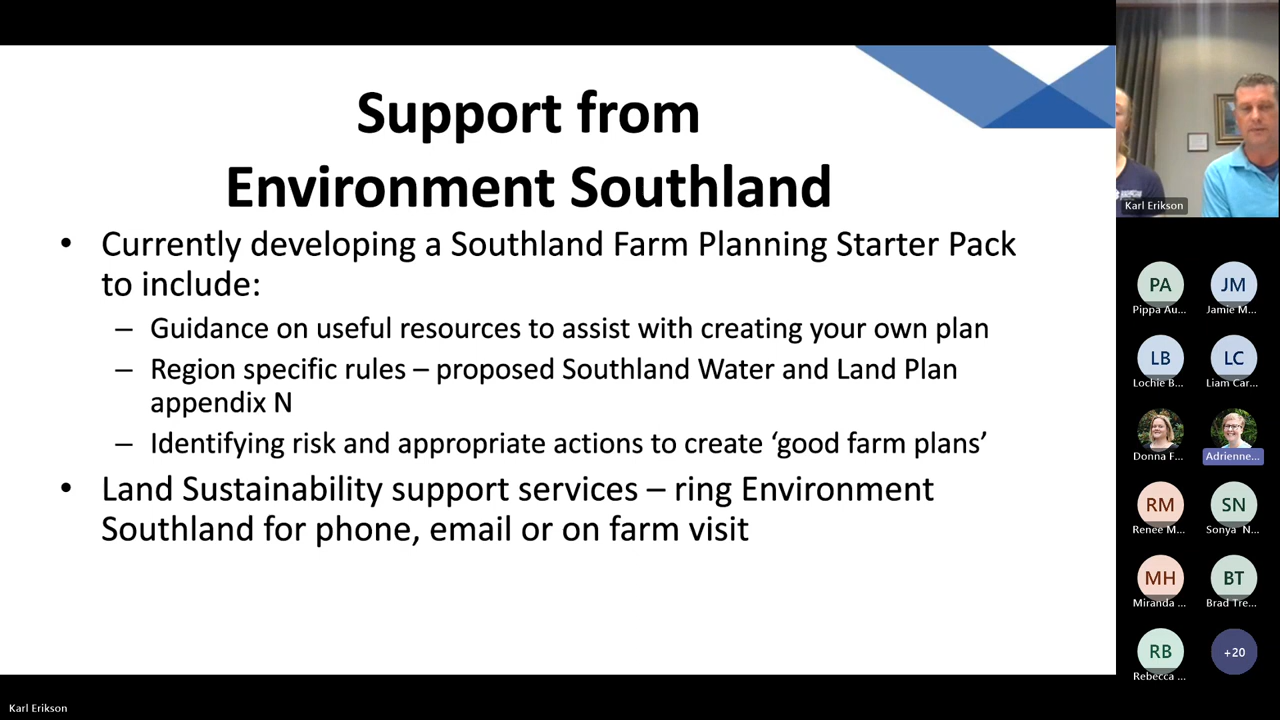 Support from
Environment Southland
• Currently developing a Southland Farm Planning Starter Pack
to include:
– Guidance on useful resources to assist with creating your own plan
– Region specific rules – proposed Southland Water and Land Plan
appendix N
– Identifying risk and appropriate actions to create ‘good farm plans’
• Land Sustainability support services – ring Environment
Southland for phone, email or on farm visit
Karl Erikson
PA
JM
Pippa Au...
Jamie M...
LB
LC
Lochie B...
Liam Car...
Donna F...
Adrienne...
RM
SN
Renee M...
Sonya N...
MH
BT
Miranda ...
Brad Tre...
RB
+20
Rebecca ...
Karl Erikson